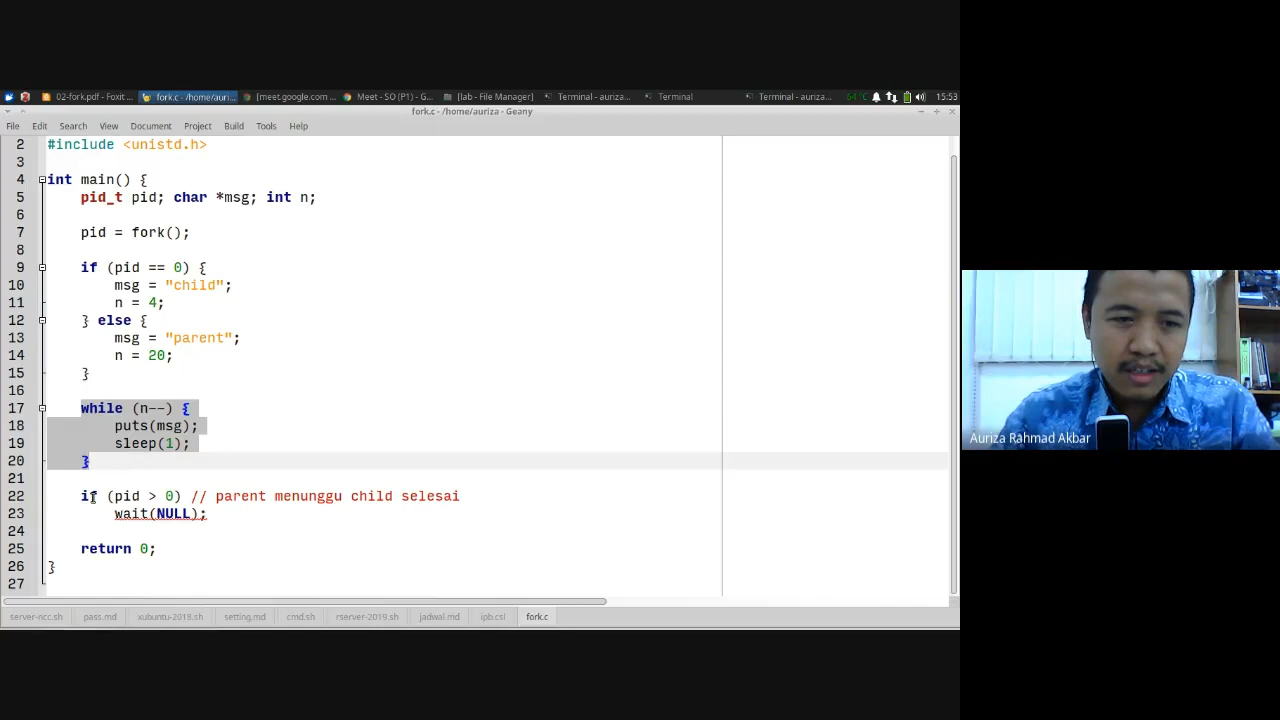 02-fork.pdf - Foxit ... fork.c - /home/auri... [meet.google.com ... Meet - SO (P1) - G... [lab - File Manager] Terminal - auriza... Terminal Terminal - auriza... 64°C 15:53
fork.c - /home/auriza - Geany
File Edit Search View Document Project Build Tools Help
2 #include <unistd.h>
3
4 int main() {
5 pid_t pid; char *msg; int n;
6
7 pid = fork();
8
9 if (pid == 0) {
10 msg = "child";
11 n = 4;
12 } else {
13 msg = "parent";
14 n = 20;
15 }
16
17 while (n--) {
18 puts(msg);
19 sleep(1);
20 }
21
22 if (pid > 0) // parent menunggu child selesai
23 wait(NULL);
24
25 return 0;
26 }
27
server-ncc.sh pass.md xubuntu-2018.sh setting.md cmd.sh rserver-2019.sh jadwal.md ipb.csl fork.c
Auriza Rahmad Akbar